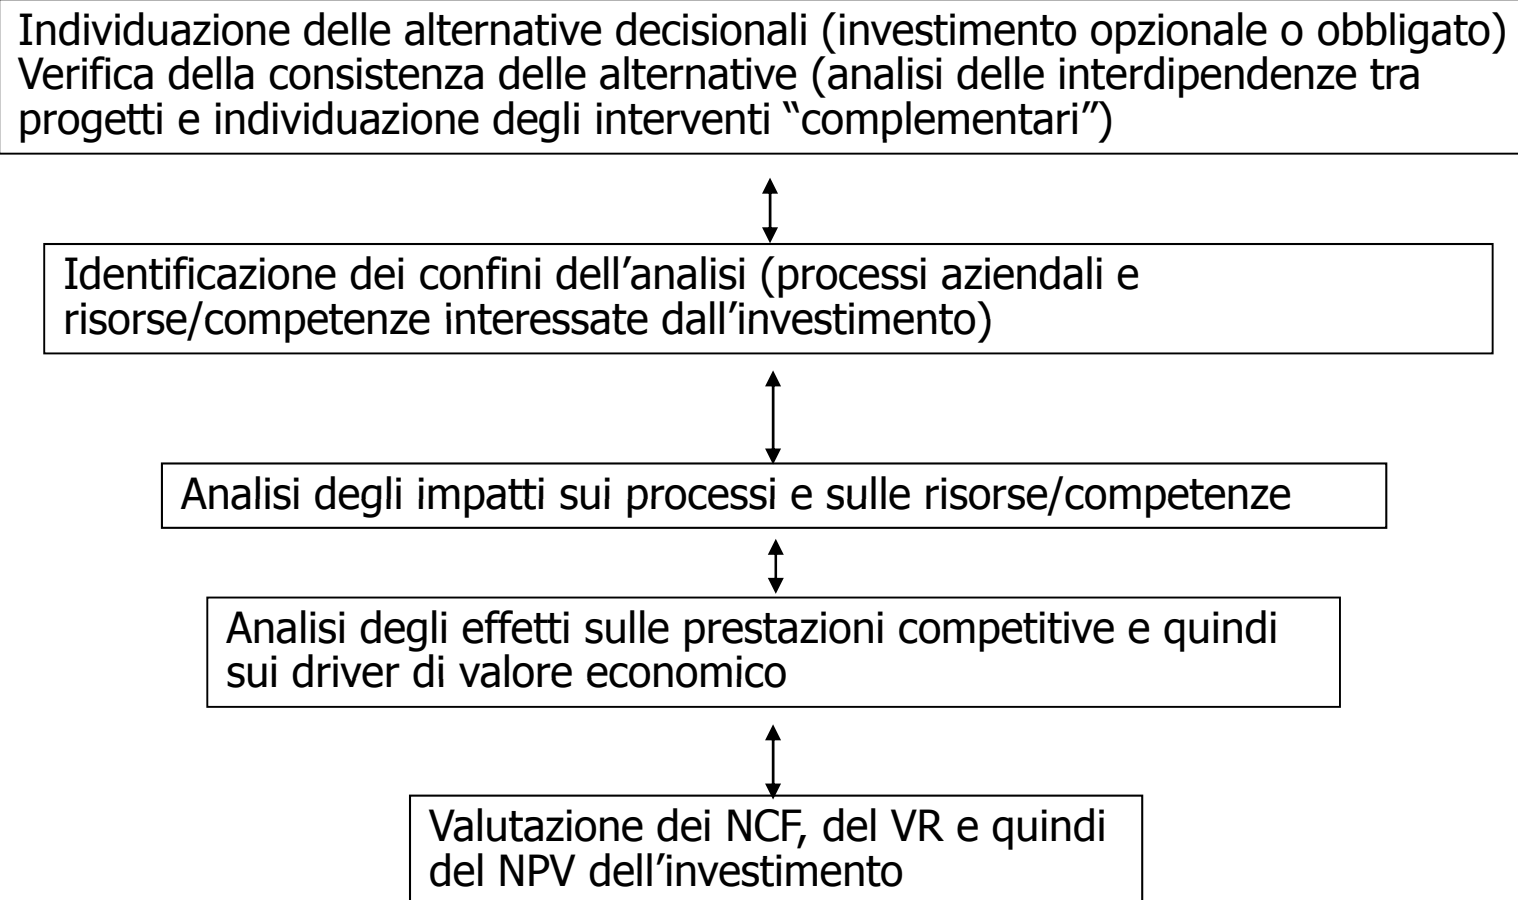 Individuazione delle alternative decisionali (investimento opzionale o obbligato)
Verifica della consistenza delle alternative (analisi delle interdipendenze tra
progetti e individuazione degli interventi “complementari”)
Identificazione dei confini dell’analisi (processi aziendali e
risorse/competenze interessate dall’investimento)
Analisi degli impatti sui processi e sulle risorse/competenze
Analisi degli effetti sulle prestazioni competitive e quindi
sui driver di valore economico
Valutazione dei NCF, del VR e quindi
del NPV dell’investimento